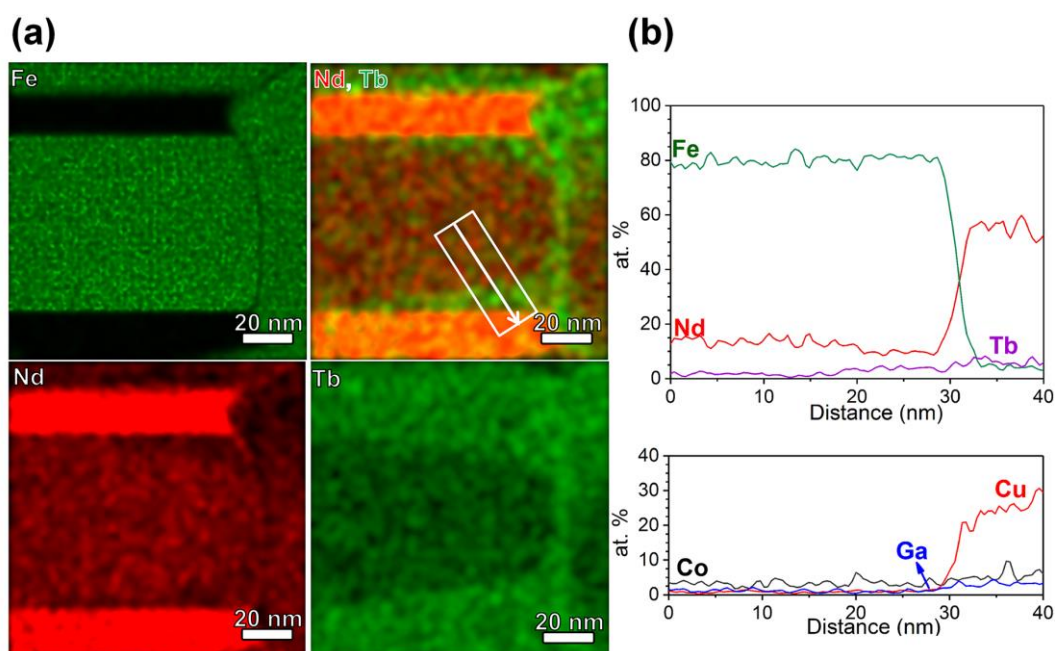 (a)
Fe
20 nm
Nd, Tb
20 nm
Nd
20 nm
Tb
20 nm
(b)
100
80
60
40
20
0
at. %
Fe
Nd
Tb
0 10 20 30 40
Distance (nm)
40
30
20
10
0
at. %
Co
Ga
Cu
0 10 20 30 40
Distance (nm)